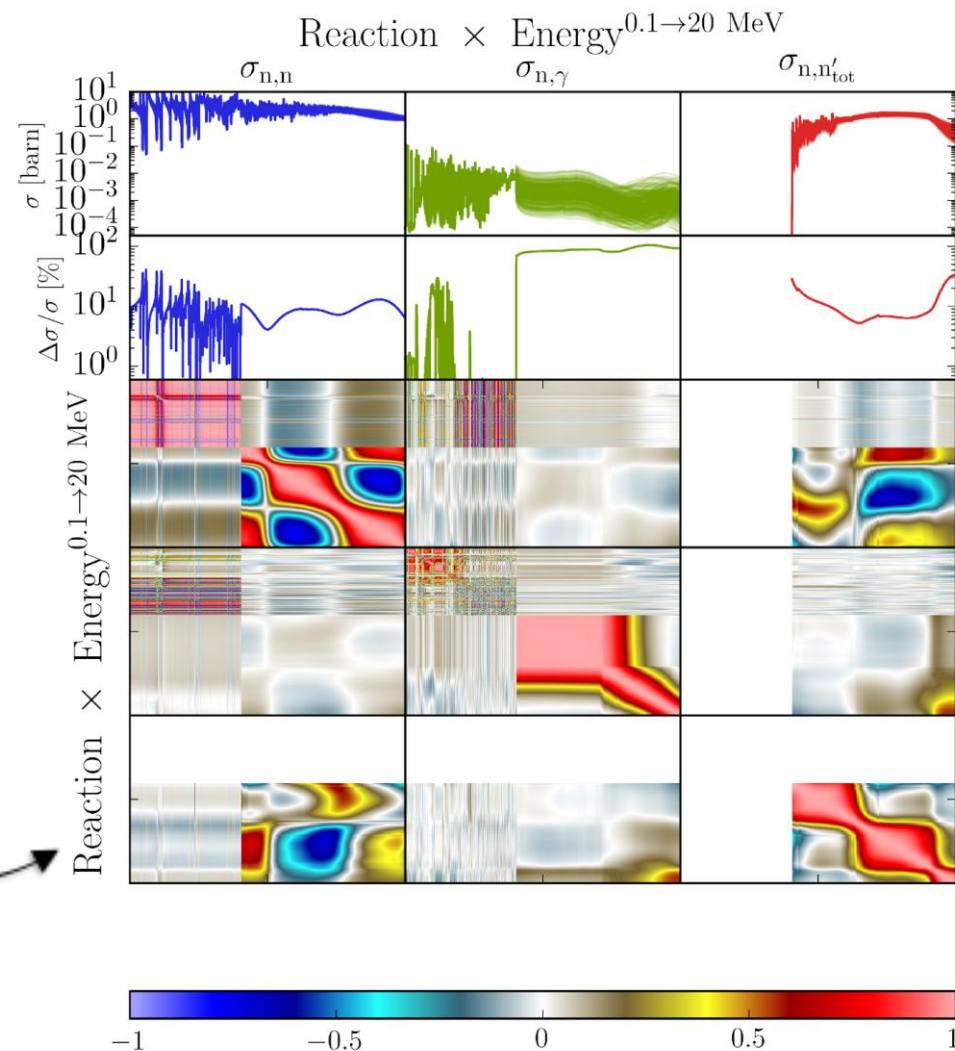 Reaction × Energy^0.1→20 MeV
σ_n,n σ_n,γ σ_n,n′_tot
σ [barn]
10^1
10^0
10^−1
10^−2
10^−3
10^−4
Δσ/σ [%]
10^2
10^1
10^0
Reaction × Energy^0.1→20 MeV
−1 −0.5 0 0.5 1